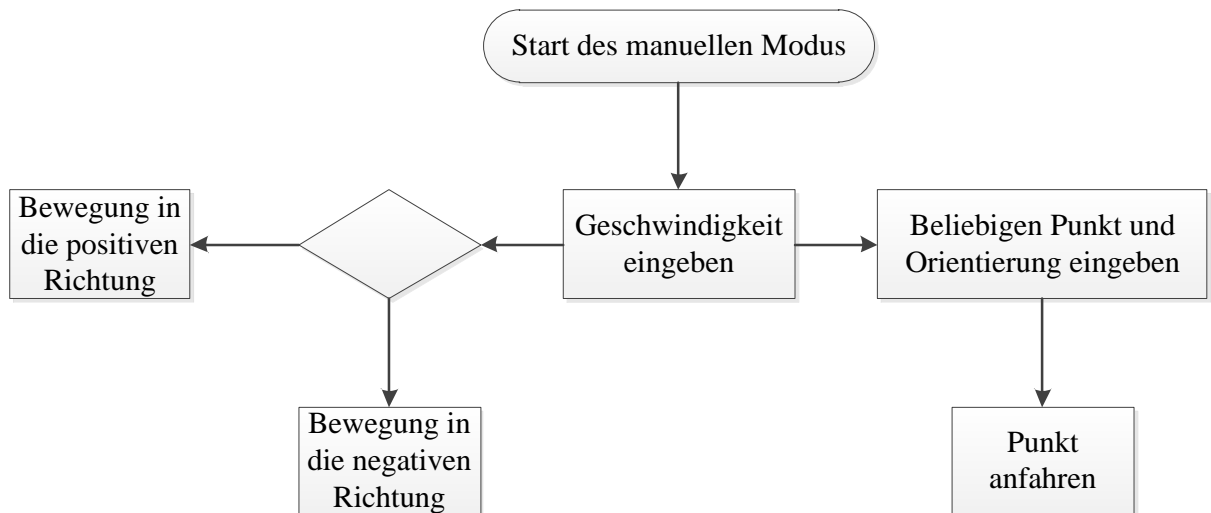 Start des manuellen Modus
Bewegung in
die positiven
Richtung
Geschwindigkeit
eingeben
Beliebigen Punkt und
Orientierung eingeben
Bewegung in
die negativen
Richtung
Punkt
anfahren